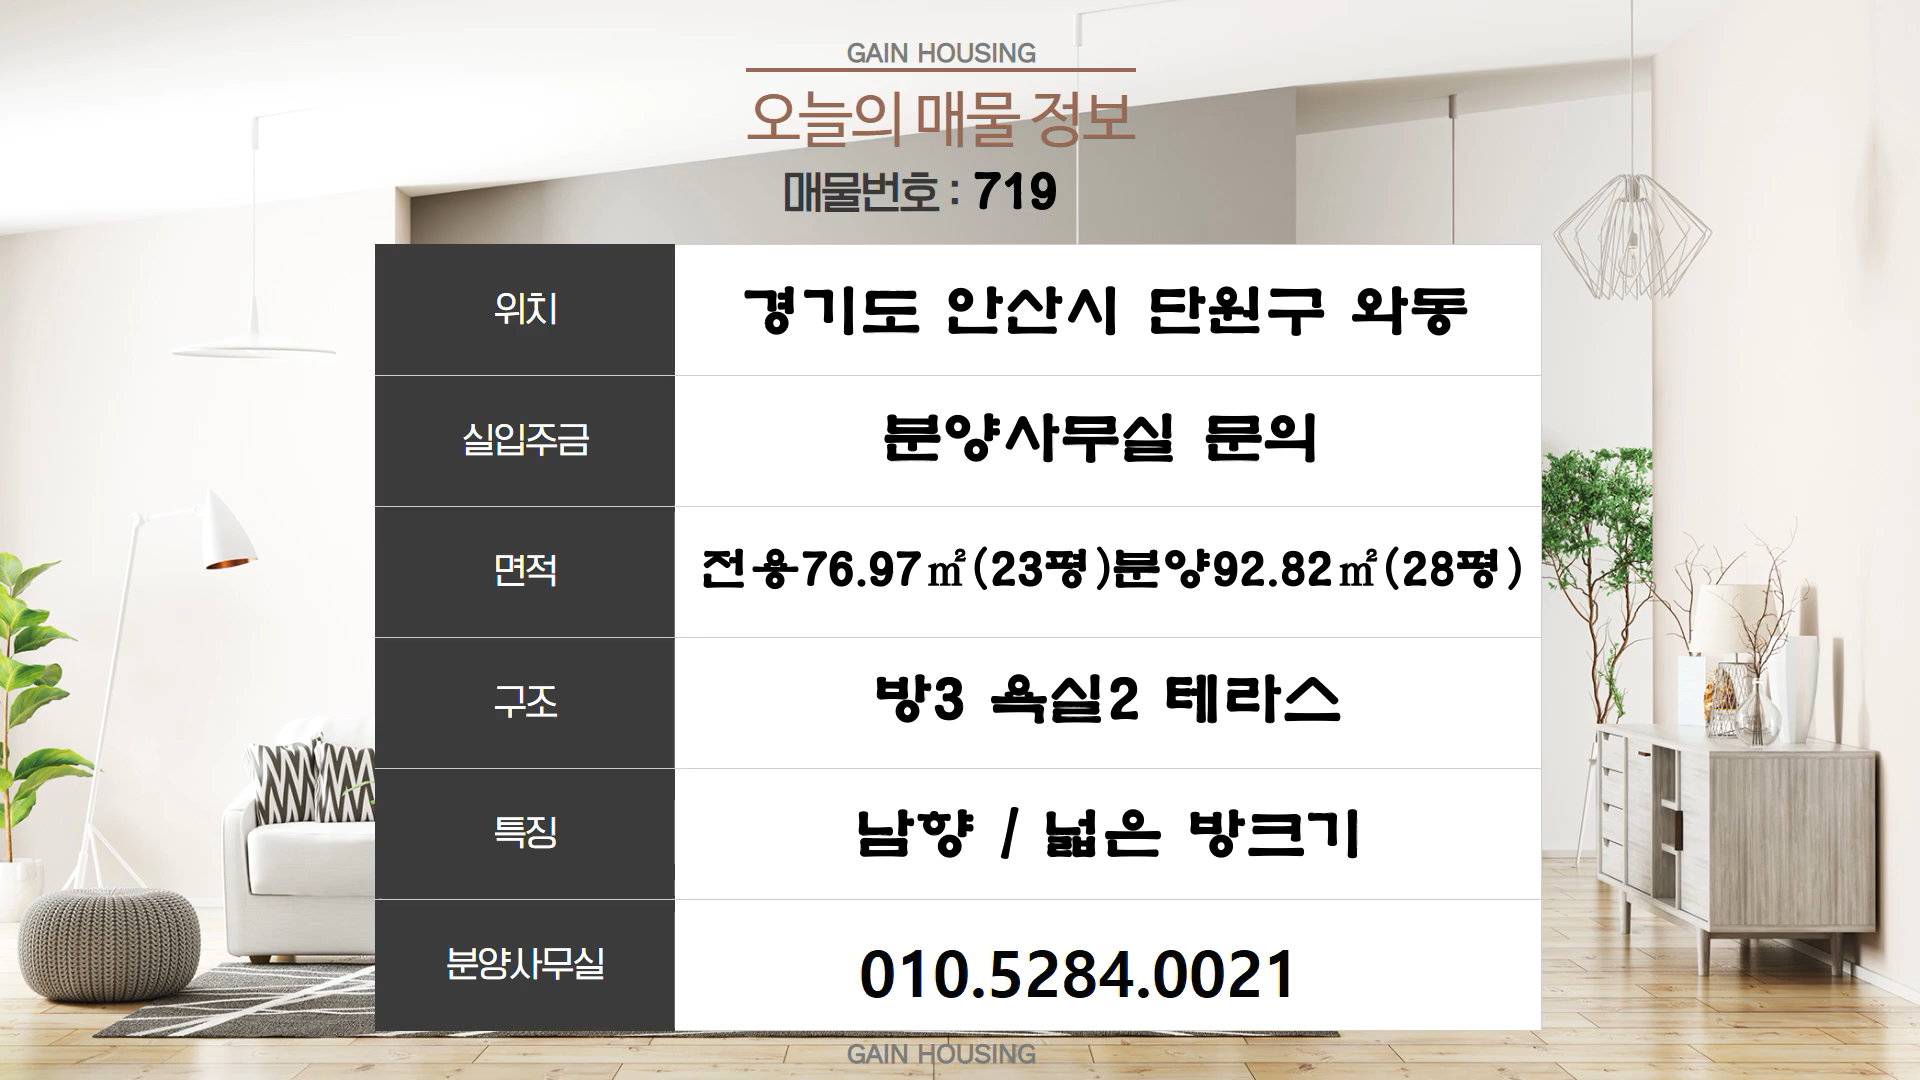 GAIN HOUSING
오늘의 매물 정보
매물번호 : 719
위치 경기도 안산시 단원구 와동
실입주금 분양사무실 문의
면적 전용76.97㎡(23평)분양92.82㎡(28평)
구조 방3 욕실2 테라스
특징 남향 / 넓은 방크기
분양사무실 010.5284.0021
GAIN HOUSING